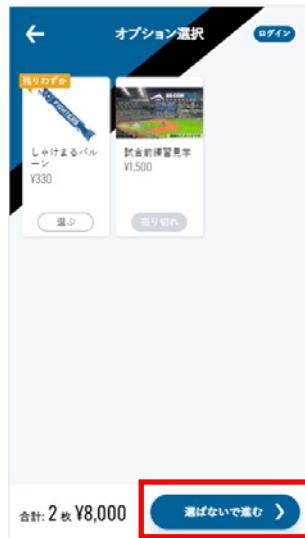 オプション選択
ログイン
残りわずか
FIGHTERS
しゃけまるバルーン
¥330
選ぶ
試合前練習見学
¥1,500
売り切れ
合計: 2 枚 ¥8,000
選ばないで進む